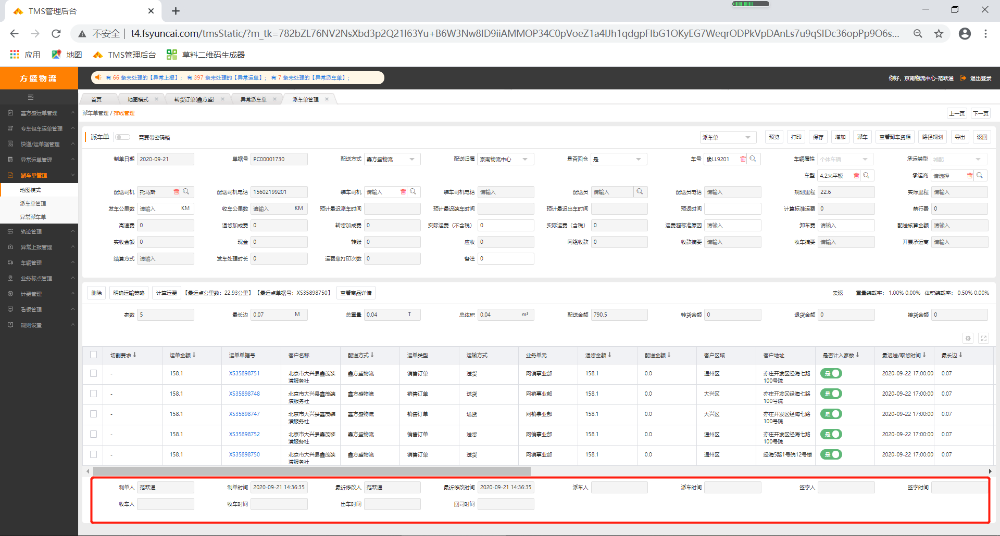 TMS管理后台
不安全 | t4.fsyuncai.com/tmsStatic/?m_tk=782bZL76NV2NsXbd3p2Q21I63Yu+B6W3Nw8ID9iiAMMOP34C0pVoeZ1a4IJh1qdgpFIbG1OKyEG7WeqrODPkVpDAnLs7u9qSIDc36opPp9O6s...
应用 地图 TMS管理后台 草料二维码生成器
方盛物流
有 66 条未处理的【异常上报】； 有 397 条未处理的【异常运单】； 有 7 条未处理的【异常派车单】；
你好，京南物流中心-范跃通 退出登录
首页 地图模式 转货订单(鑫方盛) 异常派车单 派车单管理
派车单管理 / 排线管理
上一页 下一页
鑫方盛运单管理
专车包车运单管理
快递/运单据管理
异常运单管理
派车单管理
地图模式
派车单管理
异常派车单
轨迹管理
异常上报管理
车辆管理
业务标点管理
计费管理
看板管理
规则设置
派车单 需要带密码箱
派车单 预览 打印 保存 增加 派车 查看卸车资源 路径规划 导出 返回
制单日期 2020-09-21 单据号 PC00001730 配送方式 鑫方盛物流 配送归属 京南物流中心 是否回仓 是 车号 豫LL9201 车辆属性 个体车辆 承运类型 城配
车型 4.2米平板 承运商 请选择
配送司机 托马斯 配送司机电话 15602199201 装车司机 请输入 装车司机电话 请输入 配送员 请输入 配送员电话 请输入 规划里程 22.6 实际里程 请输入
发车公里数 请输入 KM 收车公里数 请输入 KM 预计最迟派车时间 预计最迟装车时间 预计最迟出车时间 预返时间 计算标准运费 0 禁行费 0
高速费 0 退货加成费 0 转货加成费 0 实际运费（不含税） 0 实际运费（含税） 0 运费超标准原因 请输入 卸车费 请输入 配送核算金额 请输入
实收金额 0 现金 0 转账 0 应收 0 网络收款 0 收款摘要 请输入 收车摘要 请输入 开票承运商 请输入
结算方式 请输入 发车处理时长 0 运费单打印次数 0 备注 0
删除 明确运输策略 计算运费 【最远点公里数：22.93公里】 【最远点单据号：XS35898750】 查看商品详情
去返 重量装载率： 1.00% 0.00% 体积装载率： 0.50% 0.00%
家数 5 最长边 0.07 M 总重量 0.04 T 总体积 0.04 m³ 配送金额 790.5 转货金额 0 退货金额 0 接货金额 0
切割要求 运单金额 运单单据号 客户名称 配送方式 运单类型 运输方式 业务单元 退货金额 配送金额 客户区域 客户地址 是否计入家数 最迟送/取货时间 最长边
- 158.1 XS35898751 北京市大兴县鑫茂装潢服务社 鑫方盛物流 销售订单 送货 网销事业部 158.1 0.0 通州区 亦庄开发区经海七路100号院 是 2020-09-22 17:00:00 0.07
- 158.1 XS35898748 北京市大兴县鑫茂装潢服务社 鑫方盛物流 销售订单 送货 网销事业部 158.1 0.0 大兴区 亦庄开发区经海七路100号院 是 2020-09-22 17:00:00 0.07
- 158.1 XS35898747 北京市大兴县鑫茂装潢服务社 鑫方盛物流 销售订单 送货 网销事业部 158.1 0.0 大兴区 亦庄开发区经海七路100号院 是 2020-09-22 17:00:00 0.07
- 158.1 XS35898752 北京市大兴县鑫茂装潢服务社 鑫方盛物流 销售订单 送货 网销事业部 158.1 0.0 通州区 亦庄开发区经海七路100号院 是 2020-09-22 17:00:00 0.07
- 158.1 XS35898750 北京市大兴县鑫茂装潢服务社 鑫方盛物流 销售订单 送货 网销事业部 158.1 0.0 通州区 经海5路1号院12号楼 是 2020-09-22 17:00:00 0.07
制单人 范跃通 制单时间 2020-09-21 14:36:35 最近修改人 范跃通 最近修改时间 2020-09-21 14:36:35 派车人 派车时间 签字人 签字时间
收车人 收车时间 出车时间 回司时间